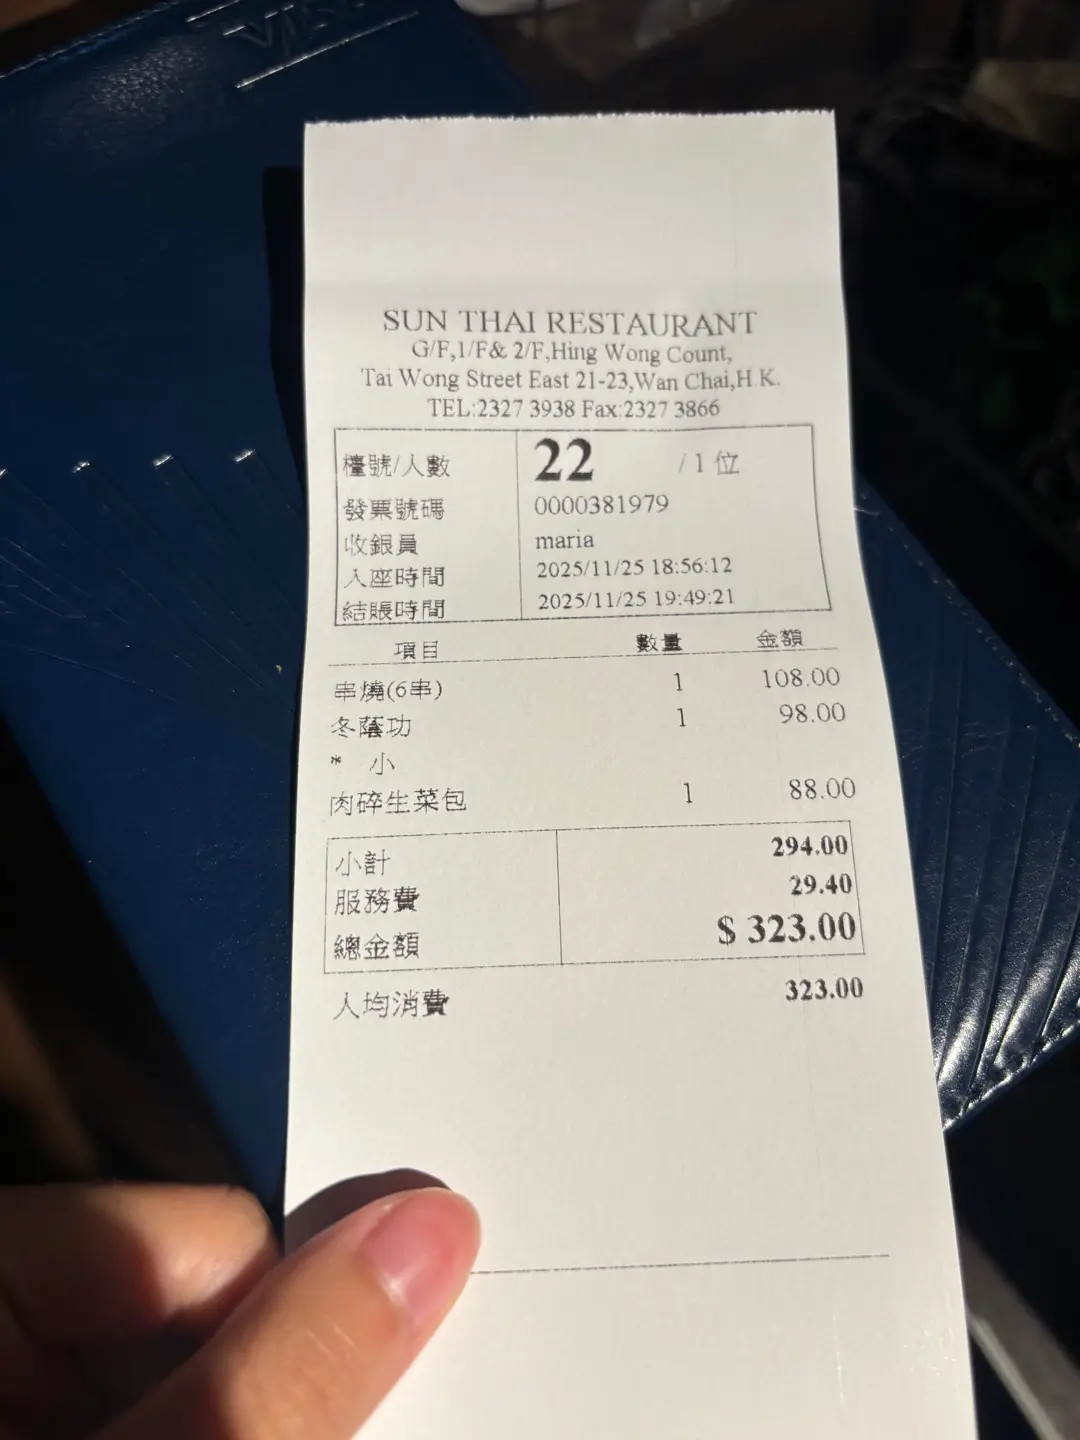 SUN THAI RESTAURANT
G/F,1/F& 2/F,Hing Wong Count,
Tai Wong Street East 21-23,Wan Chai,H.K.
TEL:2327 3938 Fax:2327 3866
檯號/人數 22 /1 位
發票號碼 0000381979
收銀員 maria
入座時間 2025/11/25 18:56:12
結賬時間 2025/11/25 19:49:21
項目 數量 金額
串燒(6串) 1 108.00
冬蔭功 1 98.00
* 小
肉碎生菜包 1 88.00
小計 294.00
服務費 29.40
總金額 $ 323.00
人均消費 323.00